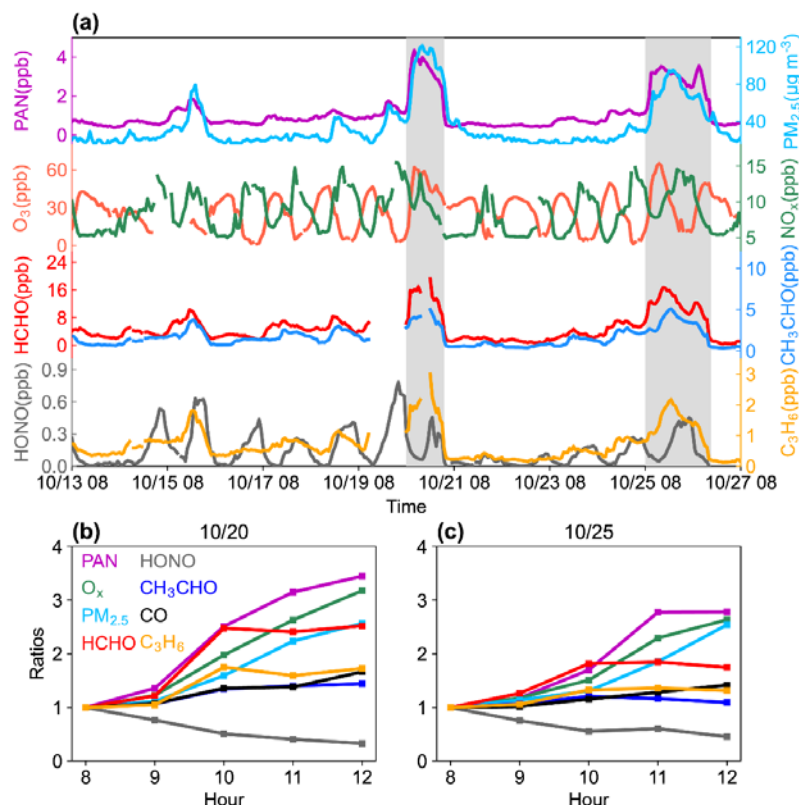 (a)
PAN(ppb)
4
2
0
PM2.5(μg m-3)
120
80
40
0
O3(ppb)
60
30
0
NOx(ppb)
15
10
5
HCHO(ppb)
24
16
8
0
CH3CHO(ppb)
10
5
0
HONO(ppb)
0.9
0.6
0.3
0.0
C3H6(ppb)
3
2
1
0
10/13 08 10/15 08 10/17 08 10/19 08 10/21 08 10/23 08 10/25 08 10/27 08
Time
(b) 10/20
Ratios
4
3
2
1
0
PAN HONO
Ox CH3CHO
PM2.5 CO
HCHO C3H6
8 9 10 11 12
Hour
(c) 10/25
4
3
2
1
0
8 9 10 11 12
Hour